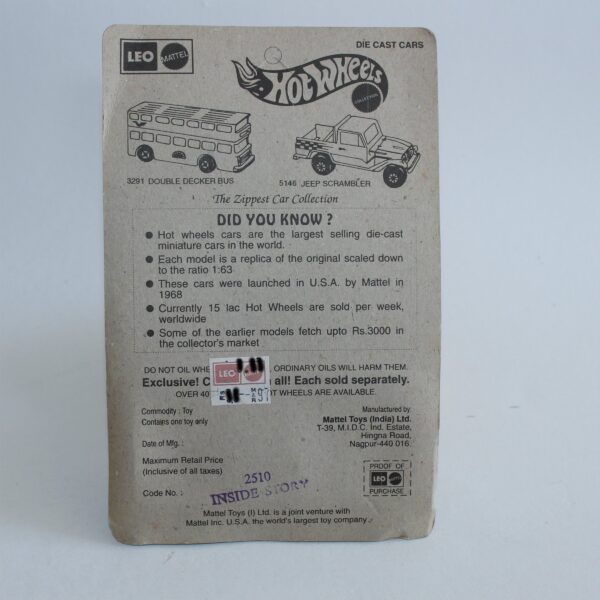 LEO MATTEL
DIE CAST CARS
HOT WHEELS
COLLECTION
3291 DOUBLE DECKER BUS
5146 JEEP SCRAMBLER
The Zippest Car Collection
DID YOU KNOW ?
● Hot wheels cars are the largest selling die-cast
miniature cars in the world.
● Each model is a replica of the original scaled down
to the ratio 1:63
● These cars were launched in U.S.A. by Mattel in
1968
● Currently 15 lac Hot Wheels are sold per week,
worldwide
● Some of the earlier models fetch upto Rs.3000 in
the collector's market
DO NOT OIL WHE , ORDINARY OILS WILL HARM THEM.
Exclusive! C all! Each sold separately.
OVER 40 OT WHEELS ARE AVAILABLE.
LEO
RS MAR 97
Commodity : Toy
Contains one toy only
Date of Mfg. :
Maximum Retail Price
(Inclusive of all taxes)
Code No. :
2510
INSIDE STORY
Manufactured by:
Mattel Toys (India) Ltd.
T-39, M.I.D.C. Ind. Estate,
Hingna Road,
Nagpur-440 016.
PROOF OF
LEO MATTEL
PURCHASE
Mattel Toys (I) Ltd. is a joint venture with
Mattel Inc. U.S.A. the world's largest toy company